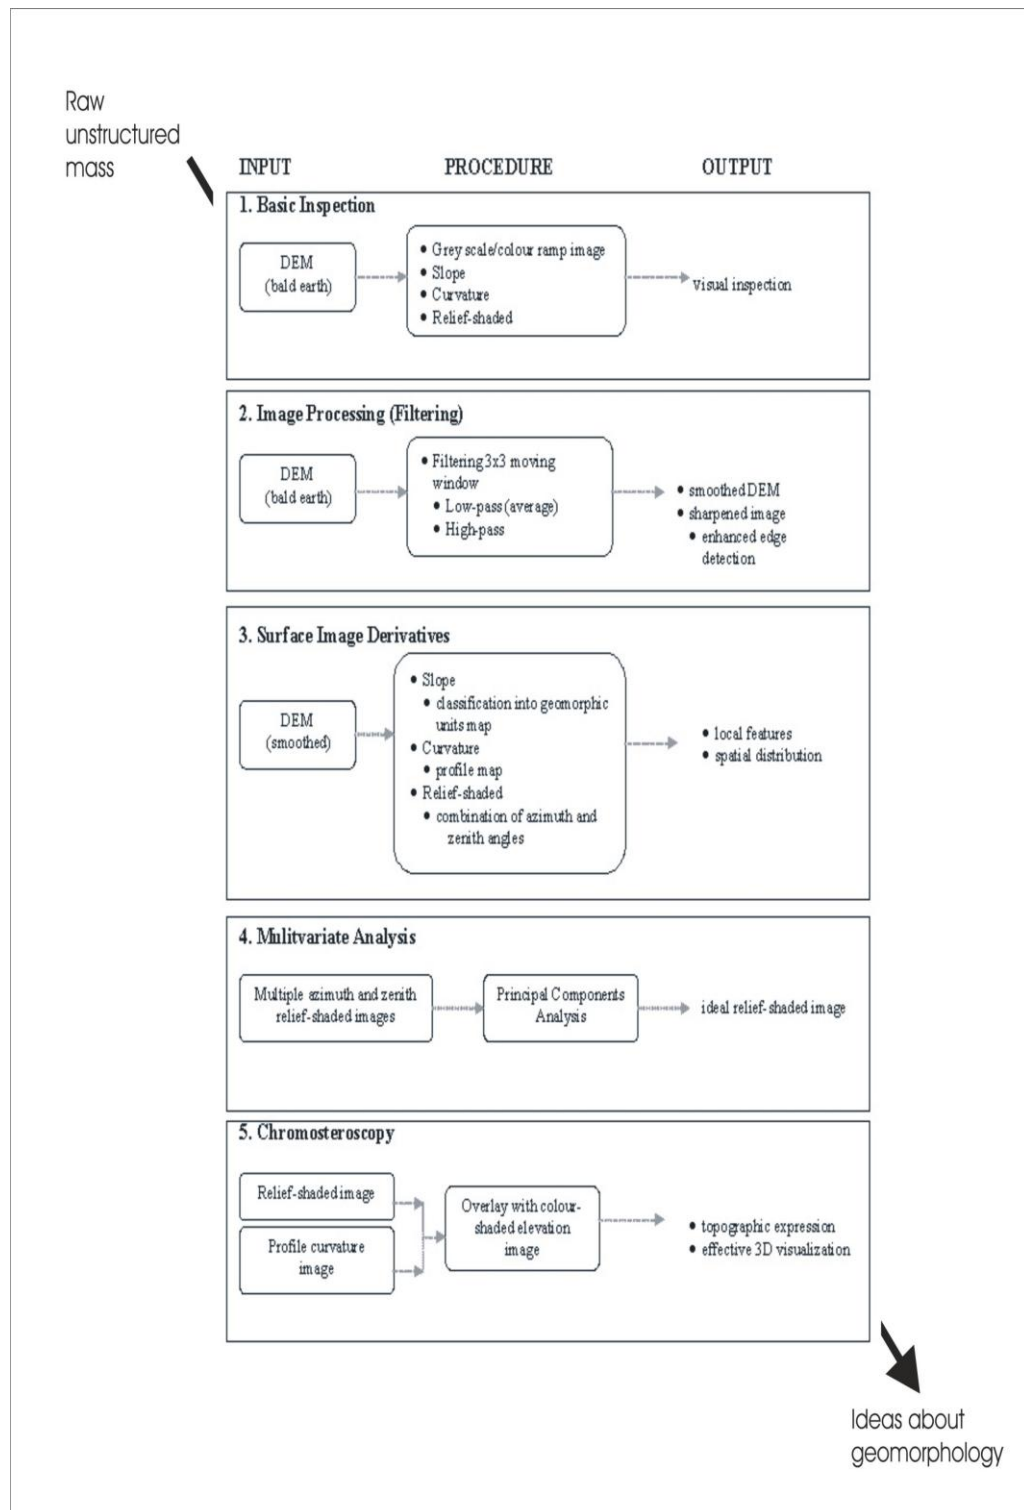 Raw
unstructured
mass
INPUT PROCEDURE OUTPUT
1. Basic Inspection
DEM
(bald earth)
• Grey scale/colour ramp image
• Slope
• Curvature
• Relief-shaded
visual inspection
2. Image Processing (Filtering)
DEM
(bald earth)
• Filtering 3x3 moving
window
• Low-pass (average)
• High-pass
• smoothed DEM
• sharpened image
• enhanced edge
detection
3. Surface Image Derivatives
DEM
(smoothed)
• Slope
• classification into geomorphic
units map
• Curvature
• profile map
• Relief-shaded
• combination of azimuth and
zenith angles
• local features
• spatial distribution
4. Mulitvariate Analysis
Multiple azimuth and zenith
relief-shaded images
Principal Components
Analysis
ideal relief-shaded image
5. Chromosteroscopy
Relief-shaded image
Profile curvature
image
Overlay with colour-
shaded elevation
image
• topographic expression
• effective 3D visualization
Ideas about
geomorphology